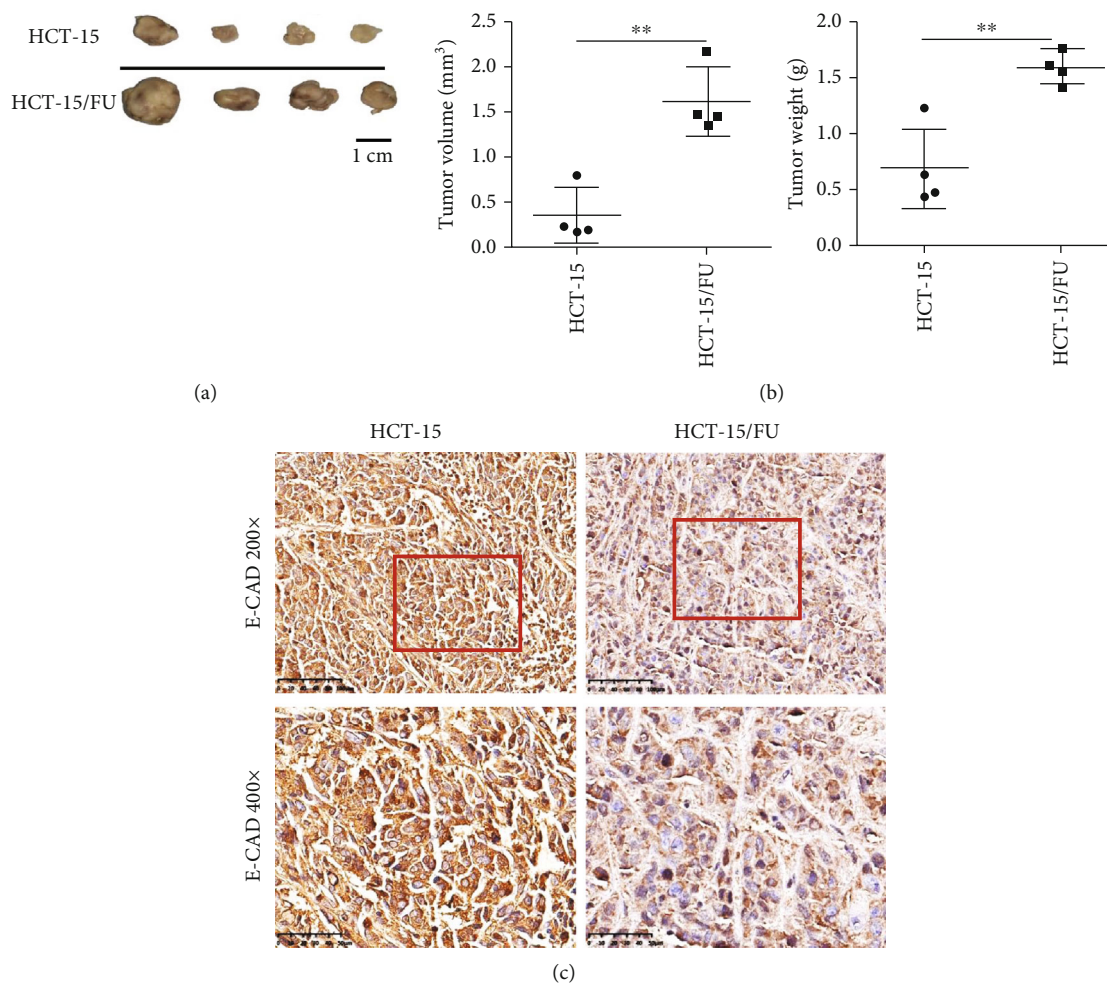 HCT-15
HCT-15/FU
1 cm
(a)
Tumor volume (mm³)
2.5
2.0
1.5
1.0
0.5
0.0
**
HCT-15
HCT-15/FU
Tumor weight (g)
2.0
1.5
1.0
0.5
0.0
**
HCT-15
HCT-15/FU
(b)
HCT-15
HCT-15/FU
E-CAD 200×
E-CAD 400×
(c)